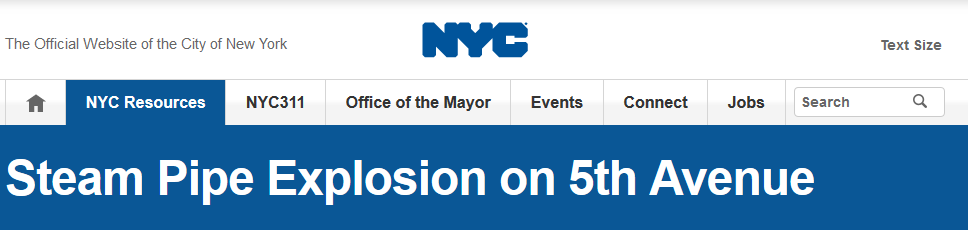 The Official Website of the City of New York
NYC
Text Size
NYC Resources
NYC311
Office of the Mayor
Events
Connect
Jobs
Search
Steam Pipe Explosion on 5th Avenue